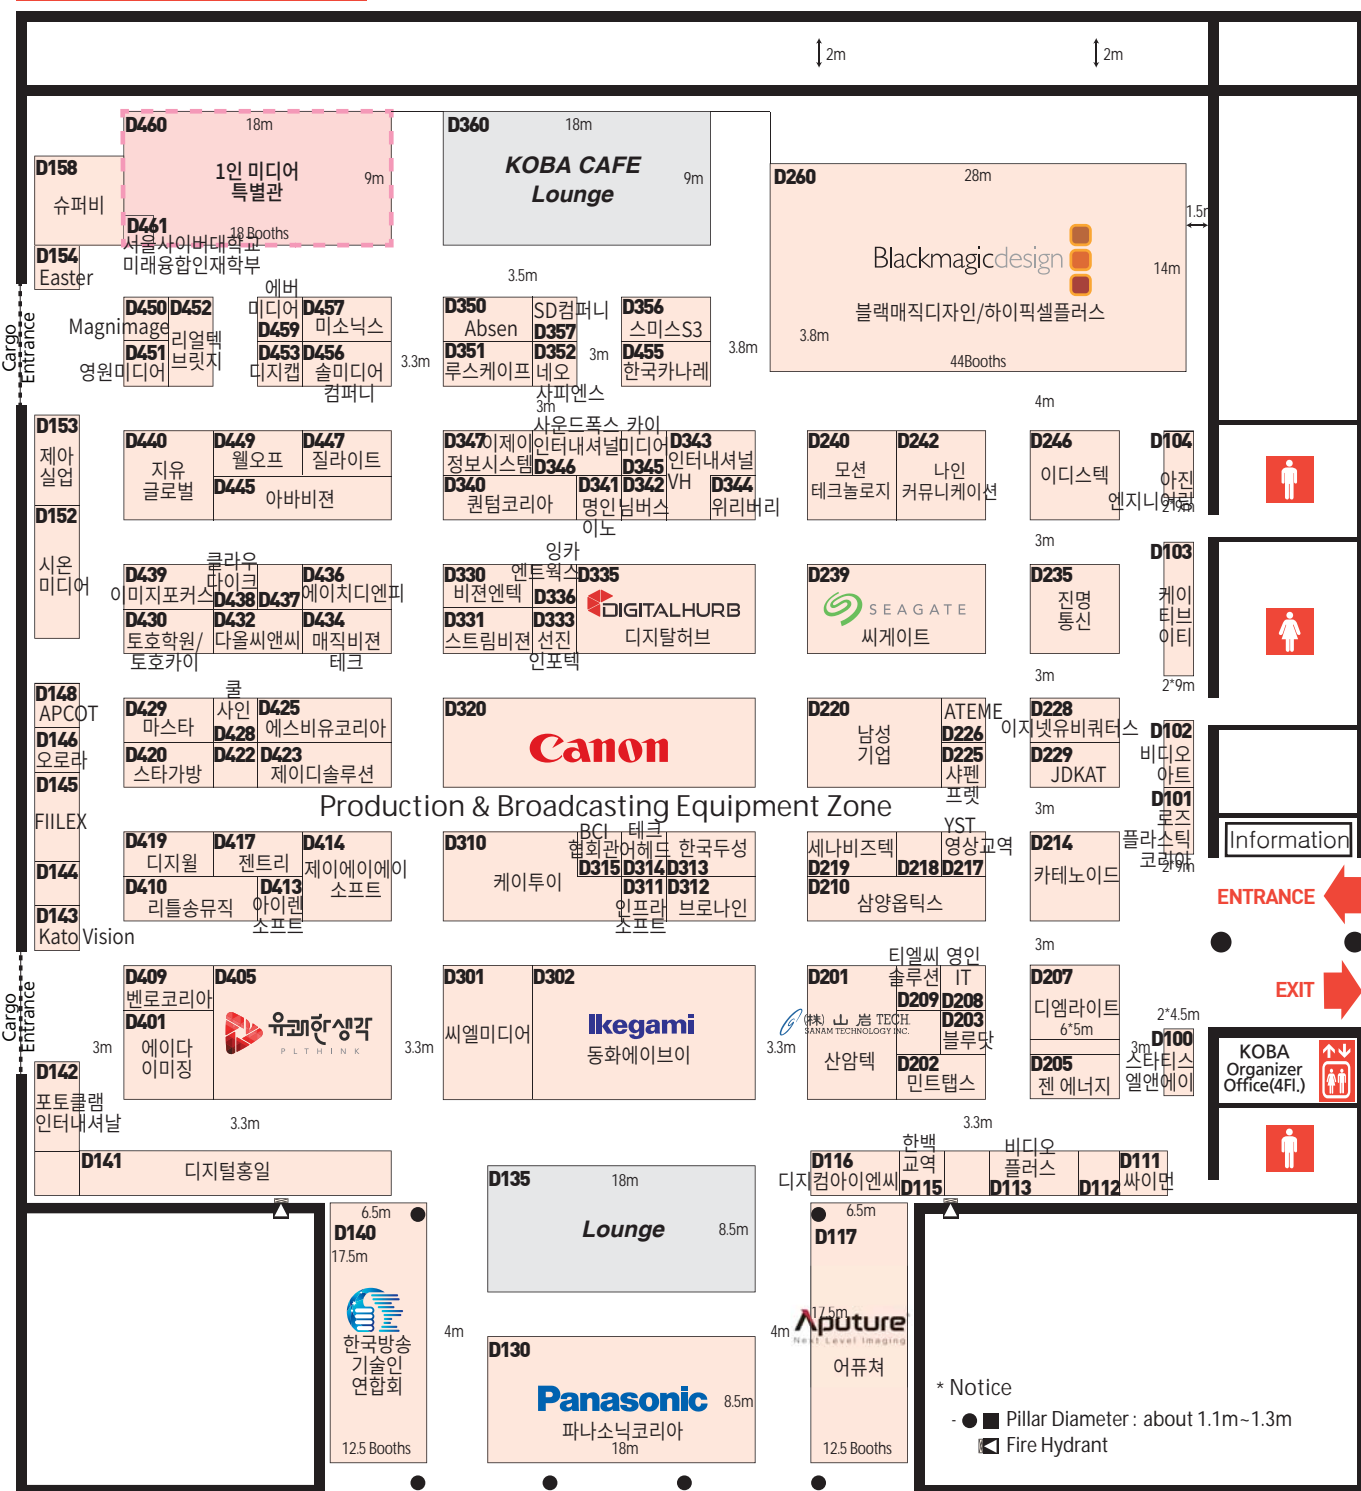 2m
2m
D460
18m
1인 미디어
특별관
9m
18 Booths
D461
서울사이버대학교
미래융합인재학부
D360
18m
KOBA CAFE
Lounge
9m
D260
28m
Blackmagicdesign
블랙매직디자인/하이픽셀플러스
14m
3.8m
44Booths
D158
슈퍼비
D154
Easter
3.5m
Cargo
Entrance
D450
Magnimage
D452
리얼텍
브릿지
D451
영원미디어
에버
미디어
D459
D457
미소닉스
D453
디지캡
D456
솔미디어
컴퍼니
3.3m
D350
Absen
SD컴퍼니
D357
D351
루스케이프
D352
네오
사피엔스
3m
3m
D356
스미스S3
D455
한국카나레
3.8m
4m
D153
제아
실업
D152
시온
미디어
D440
지유
글로벌
D449
웰오프
D447
질라이트
D445
아바비젼
D347
이제이
정보시스템
사운드폭스
인터내셔널
D346
카이
미디어
D345
D343
인터내셔널
VH
D340
퀀텀코리아
D341
명인
이노
D342
님버스
D344
위리버리
D240
모션
테크놀로지
D242
나인
커뮤니케이션
D246
이디스텍
D104
아진
엔지니어링
2*9m
3m
D439
이미지포커스
클라우
다이크
D438
D437
D436
에이치디엔피
D430
토호학원/
토호카이
D432
다올씨앤씨
D434
매직비젼
테크
D330
비젼엔텍
잉카
엔트웍스
D336
D331
스트림비젼
D333
선진
인포텍
D335
DIGITALHURB
디지탈허브
D239
SEAGATE
씨게이트
D235
진명
통신
D103
케이
티브
이티
2*9m
3m
D148
APCOT
D146
오로라
D145
FIILEX
D144
D143
Kato Vision
D429
마스타
쿨
사인
D428
D425
에스비유코리아
D420
스타가방
D422
D423
제이디솔루션
D320
Canon
D220
남성
기업
ATEME
D226
D225
샤펜
프렛
D228
이지넷유비쿼터스
D229
JDKAT
D102
비디오
아트
D101
로즈
플라스틱
코리아
2*9m
3m
Production & Broadcasting Equipment Zone
Information
ENTRANCE
EXIT
D419
디지윌
D417
젠트리
D414
제이에이에이
소프트
D410
리틀송뮤직
D413
아이렌
소프트
D310
케이투이
BCI
협회관
D315
테크
어헤드
D314
한국두성
D313
D311
인프라
소프트
D312
브로나인
세나비즈텍
D219
D218
YST
영상교역
D217
D210
삼양옵틱스
D214
카테노이드
3m
Cargo
Entrance
D409
벤로코리아
D401
에이다
이미징
3m
D405
유쾌한생각
PLTHINK
3.3m
D301
씨엘미디어
D302
Ikegami
동화에이브이
3.3m
D201
(株) 山岩 TECH.
SANAM TECHNOLOGY INC.
산암텍
티엘씨
솔루션
D209
영인
IT
D208
D203
블루닷
D202
민트탭스
D207
디엠라이트
6*5m
D205
젠 에너지
3m
2*4.5m
D100
스타티스
엘앤에이
KOBA
Organizer
Office(4Fl.)
D142
포토클램
인터내셔날
3.3m
3.3m
D141
디지털홍일
D116
디지컴아이엔씨
한백
교역
D115
비디오
플러스
D113
D112
D111
싸이먼
6.5m
D140
17.5m
한국방송
기술인
연합회
12.5 Booths
D135
18m
Lounge
8.5m
4m
4m
D130
Panasonic
파나소닉코리아
18m
8.5m
6.5m
D117
17.5m
Aputure
Next Level Imaging
어퓨쳐
12.5 Booths
* Notice
- Pillar Diameter : about 1.1m~1.3m
Fire Hydrant